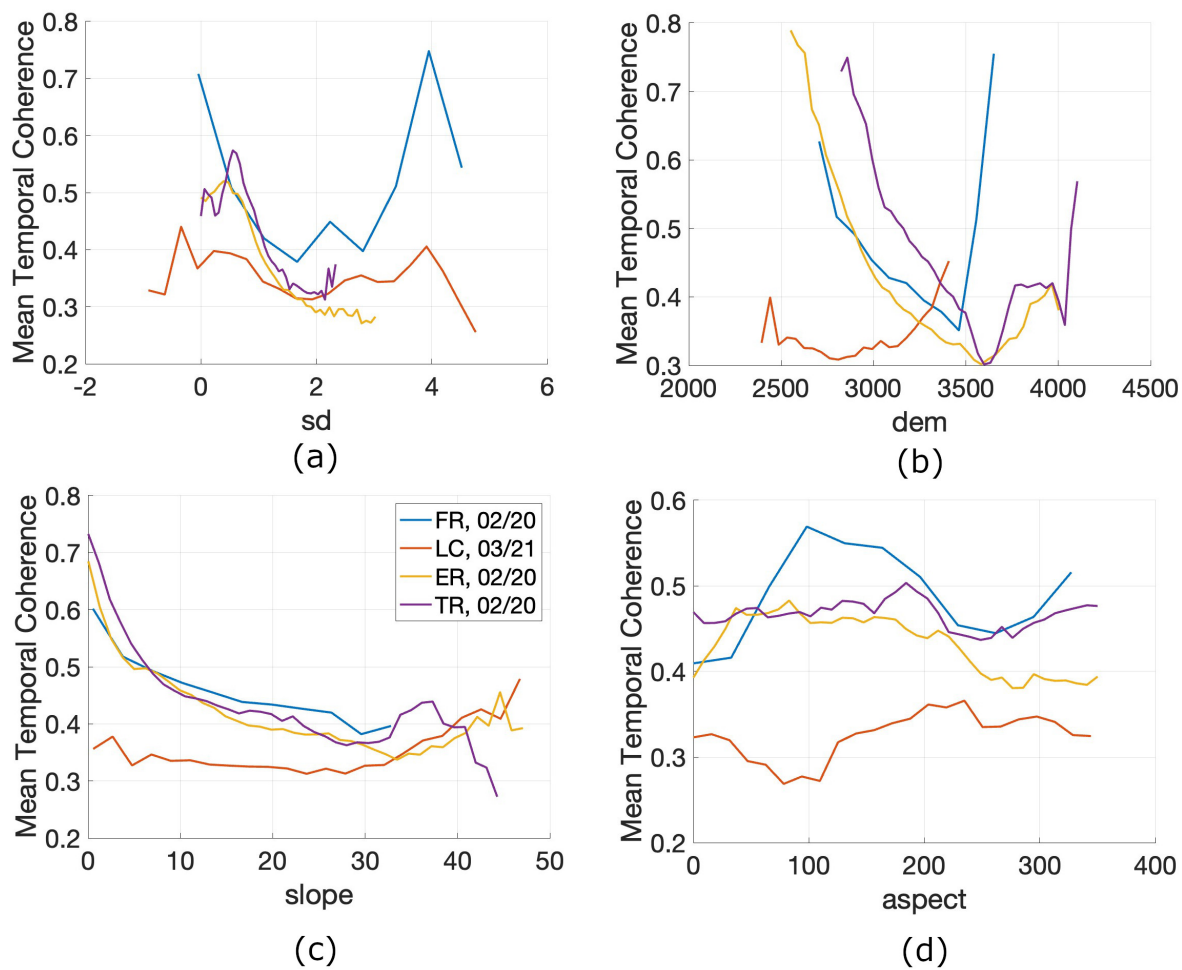 Mean Temporal Coherence
0.8
0.7
0.6
0.5
0.4
0.3
0.2
-2 0 2 4 6
sd
(a)
Mean Temporal Coherence
0.8
0.7
0.6
0.5
0.4
0.3
2000 2500 3000 3500 4000 4500
dem
(b)
Mean Temporal Coherence
0.8
0.7
0.6
0.5
0.4
0.3
0.2
0 10 20 30 40 50
slope
FR, 02/20
LC, 03/21
ER, 02/20
TR, 02/20
(c)
Mean Temporal Coherence
0.6
0.5
0.4
0.3
0.2
0 100 200 300 400
aspect
(d)